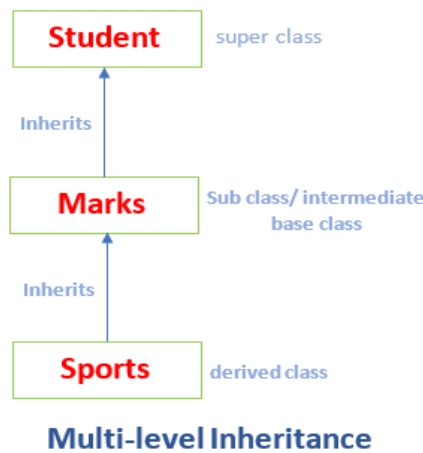 Student
super class
Inherits
Marks
Sub class/ intermediate
base class
Inherits
Sports
derived class
Multi-level Inheritance